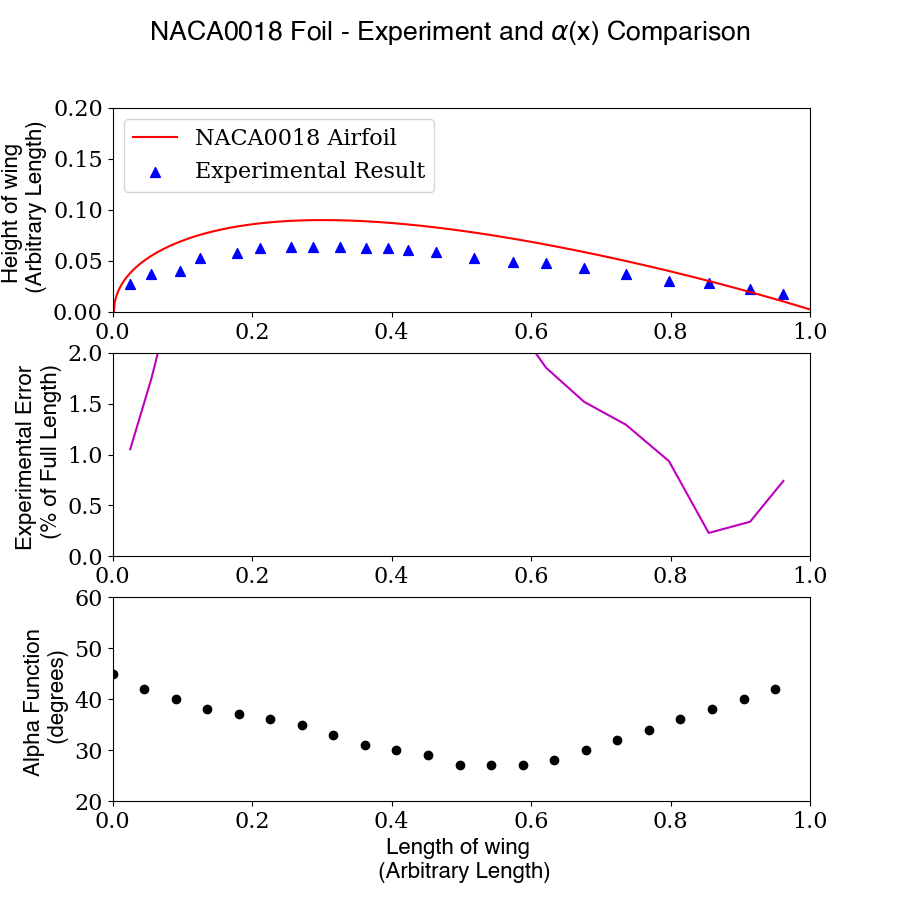 NACA0018 Foil - Experiment and α(x) Comparison
Height of wing
(Arbitrary Length)
0.20
0.15
0.10
0.05
0.00
NACA0018 Airfoil
Experimental Result
0.0 0.2 0.4 0.6 0.8 1.0
Experimental Error
(% of Full Length)
2.0
1.5
1.0
0.5
0.0
0.0 0.2 0.4 0.6 0.8 1.0
Alpha Function
(degrees)
60
50
40
30
20
0.0 0.2 0.4 0.6 0.8 1.0
Length of wing
(Arbitrary Length)